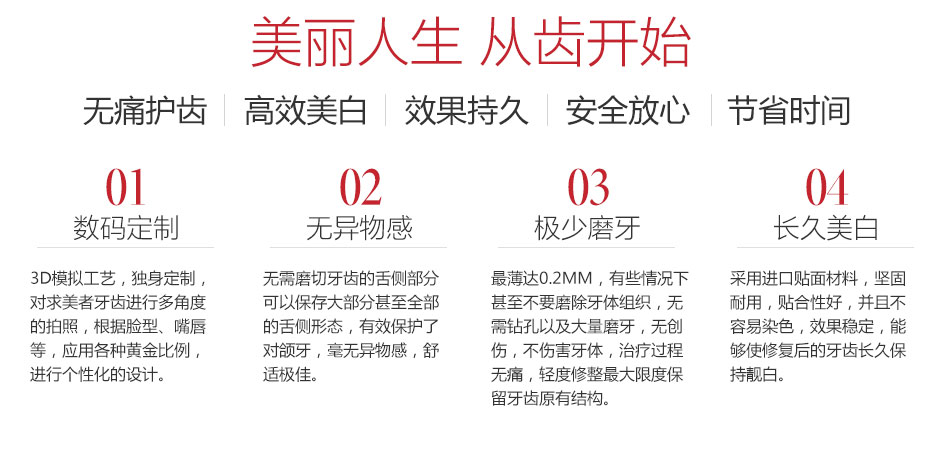 美丽人生 从齿开始
无痛护齿 高效美白 效果持久 安全放心 节省时间
01
数码定制
3D模拟工艺，独身定制，
对求美者牙齿进行多角度
的拍照，根据脸型、嘴唇
等，应用各种黄金比例，
进行个性化的设计。
02
无异物感
无需磨切牙齿的舌侧部分
可以保存大部分甚至全部
的舌侧形态，有效保护了
对颌牙，毫无异物感，舒
适极佳。
03
极少磨牙
最薄达0.2MM，有些情况下
甚至不要磨除牙体组织，无
需钻孔以及大量磨牙，无创
伤，不伤害牙体，治疗过程
无痛，轻度修整最大限度保
留牙齿原有结构。
04
长久美白
采用进口贴面材料，坚固
耐用，贴合性好，并且不
容易染色，效果稳定，能
够使修复后的牙齿长久保
持靓白。